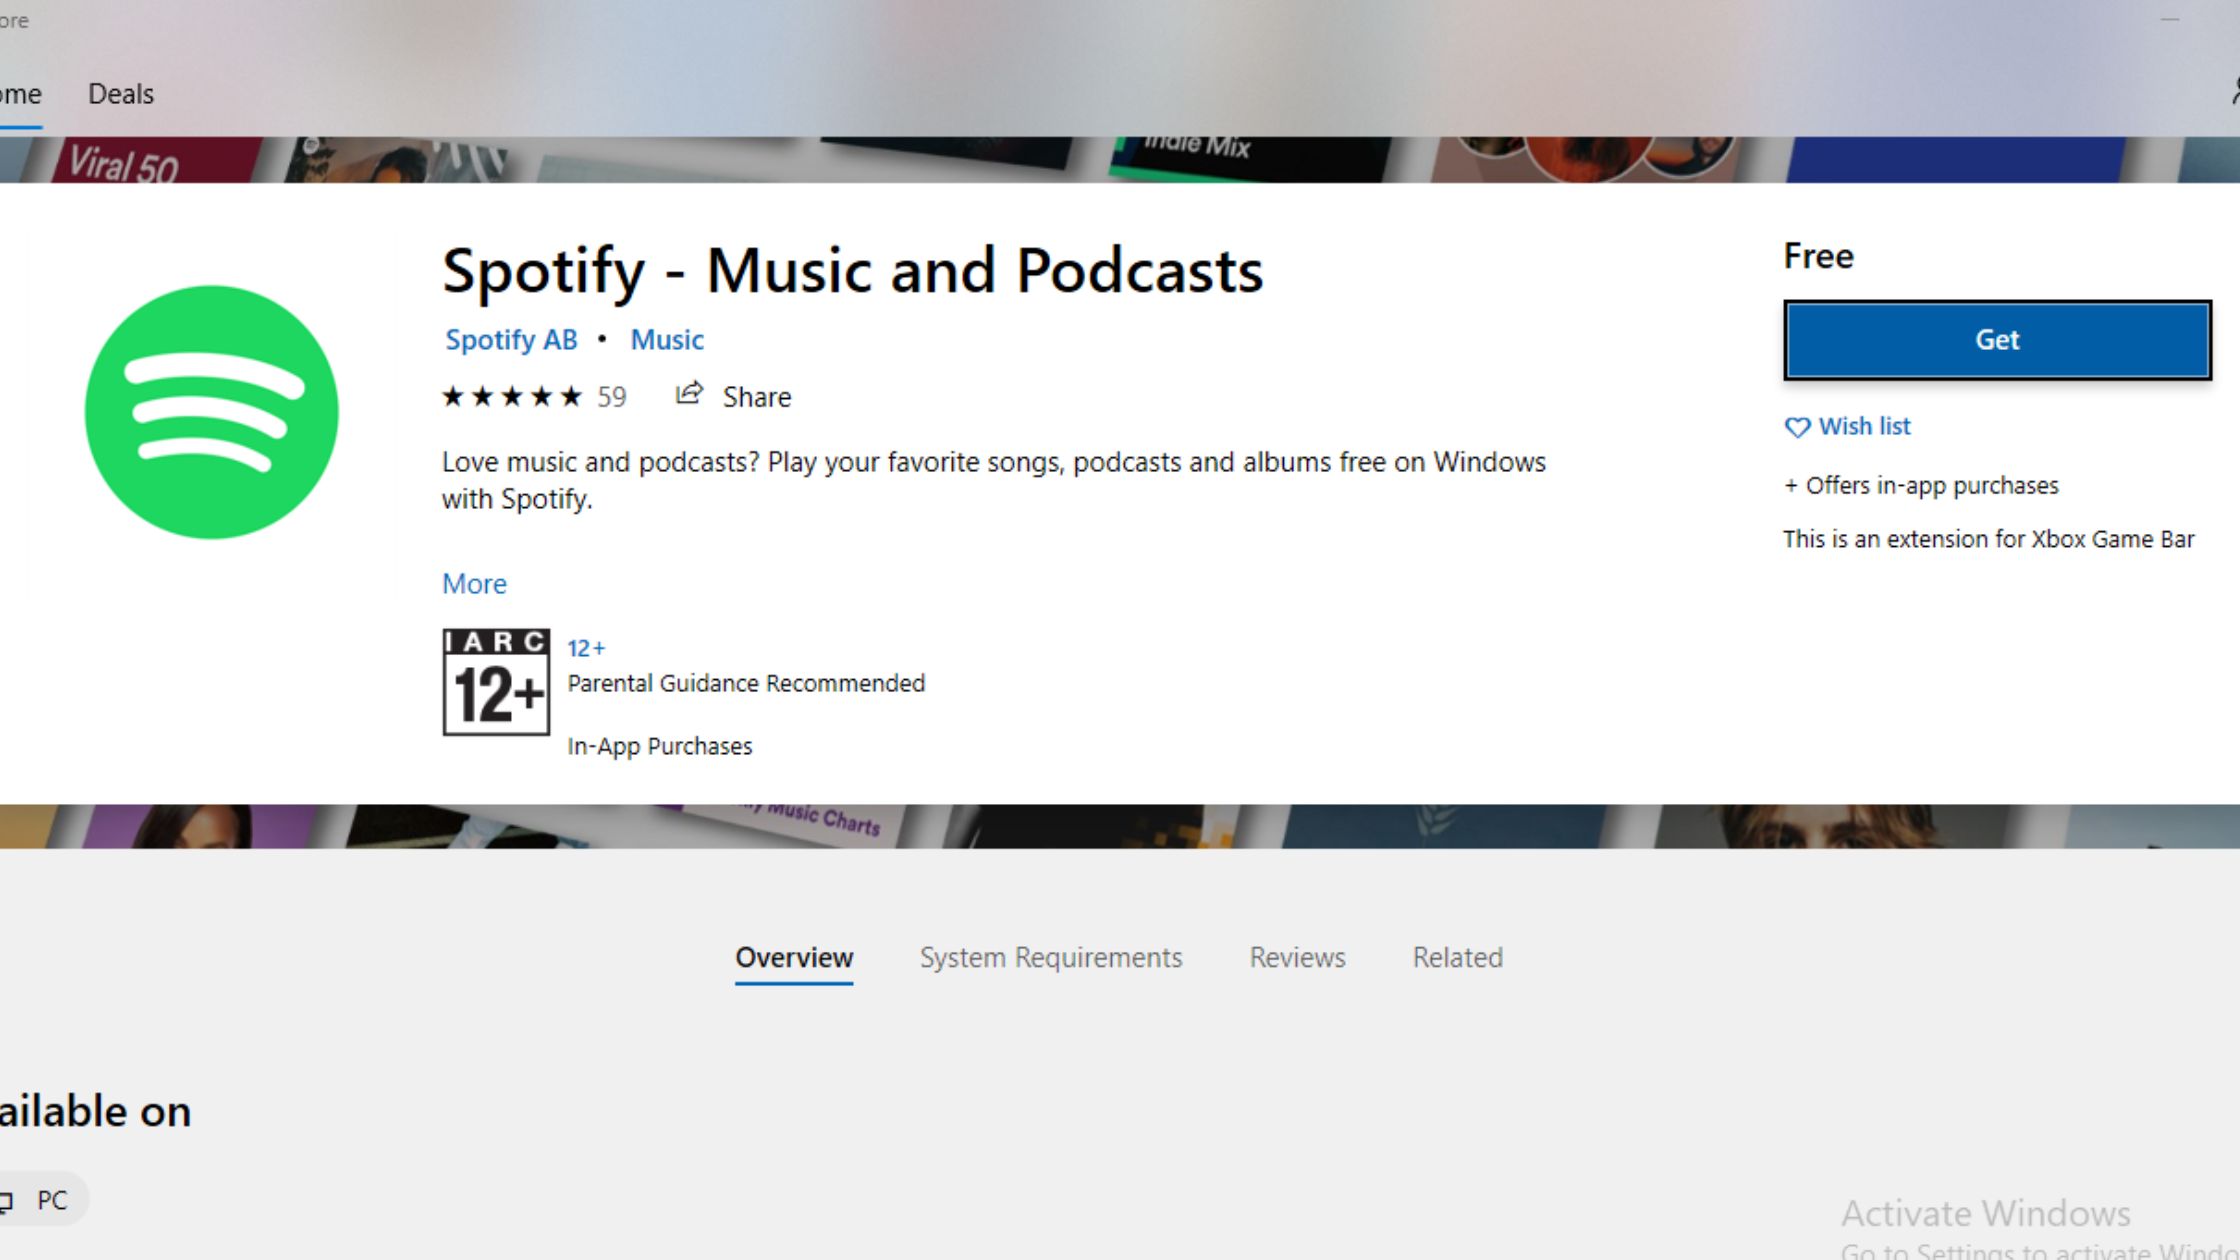 ore
ome
Deals
Viral 50
Indie Mix
Spotify - Music and Podcasts
Spotify AB • Music
59
Share
Love music and podcasts? Play your favorite songs, podcasts and albums free on Windows
with Spotify.
More
IARC
12+
12+
Parental Guidance Recommended
In-App Purchases
Free
Get
Wish list
+ Offers in-app purchases
This is an extension for Xbox Game Bar
Music Charts
Overview
System Requirements
Reviews
Related
ailable on
PC
Activate Windows
Go to Settings to activate Windo